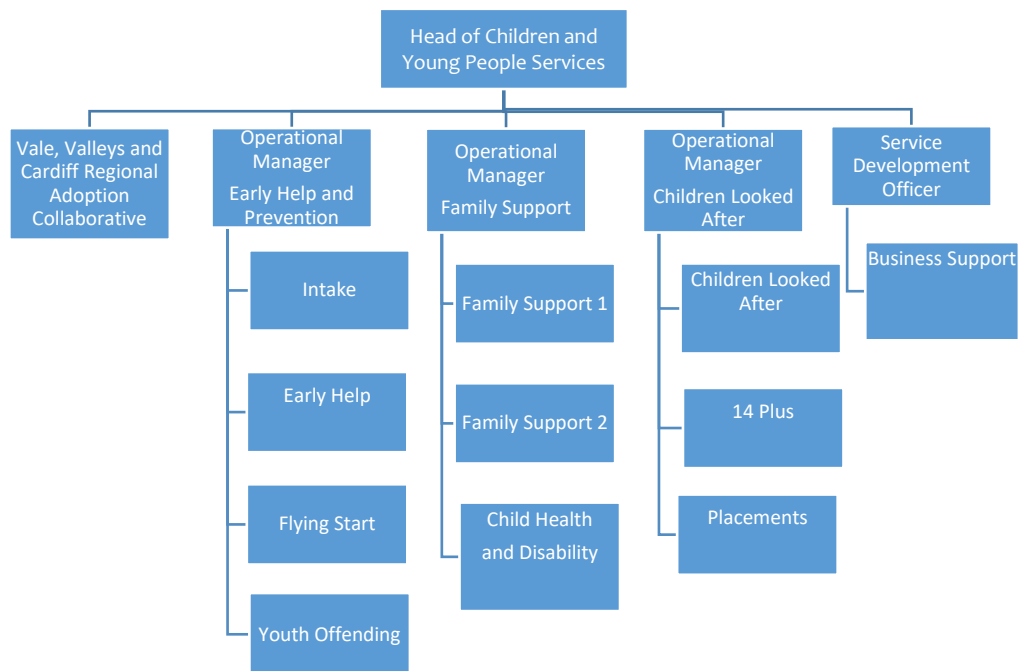 Head of Children and
Young People Services
Vale, Valleys and
Cardiff Regional
Adoption
Collaborative
Operational
Manager
Early Help and
Prevention
Operational
Manager
Family Support
Operational
Manager
Children Looked
After
Service
Development
Officer
Intake
Early Help
Flying Start
Youth Offending
Family Support 1
Family Support 2
Child Health
and Disability
Children Looked
After
14 Plus
Placements
Business Support